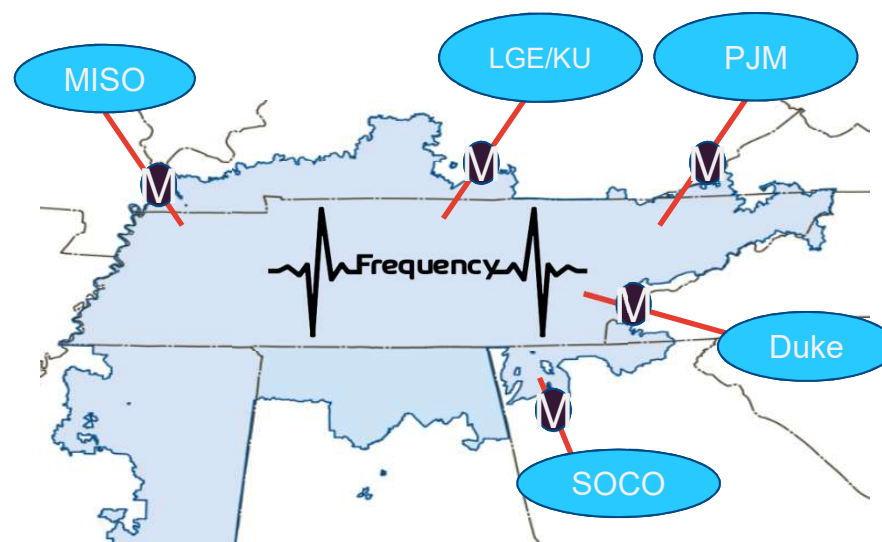 MISO
LGE/KU
PJM
M
M
M
Frequency
M
Duke
M
SOCO